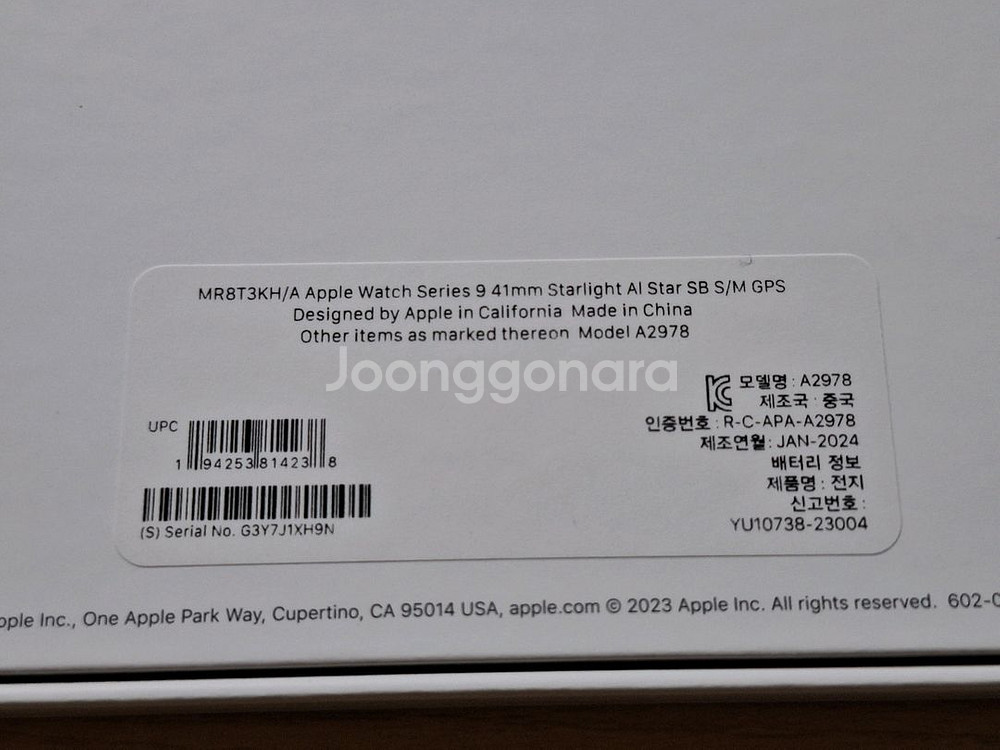 MR8T3KH/A Apple Watch Series 9 41mm Starlight Al Star SB S/M GPS
Designed by Apple in California Made in China
Other items as marked thereon Model A2978
Joonggonara
모델명 : A2978
제조국 : 중국
인증번호 : R-C-APA-A2978
제조연월 : JAN-2024
배터리 정보
제품명 : 전지
신고번호 :
YU10738-23004
UPC
1 94253 81423 8
(S) Serial No. G3Y7J1XH9N
pple Inc., One Apple Park Way, Cupertino, CA 95014 USA, apple.com © 2023 Apple Inc. All rights reserved. 602-0